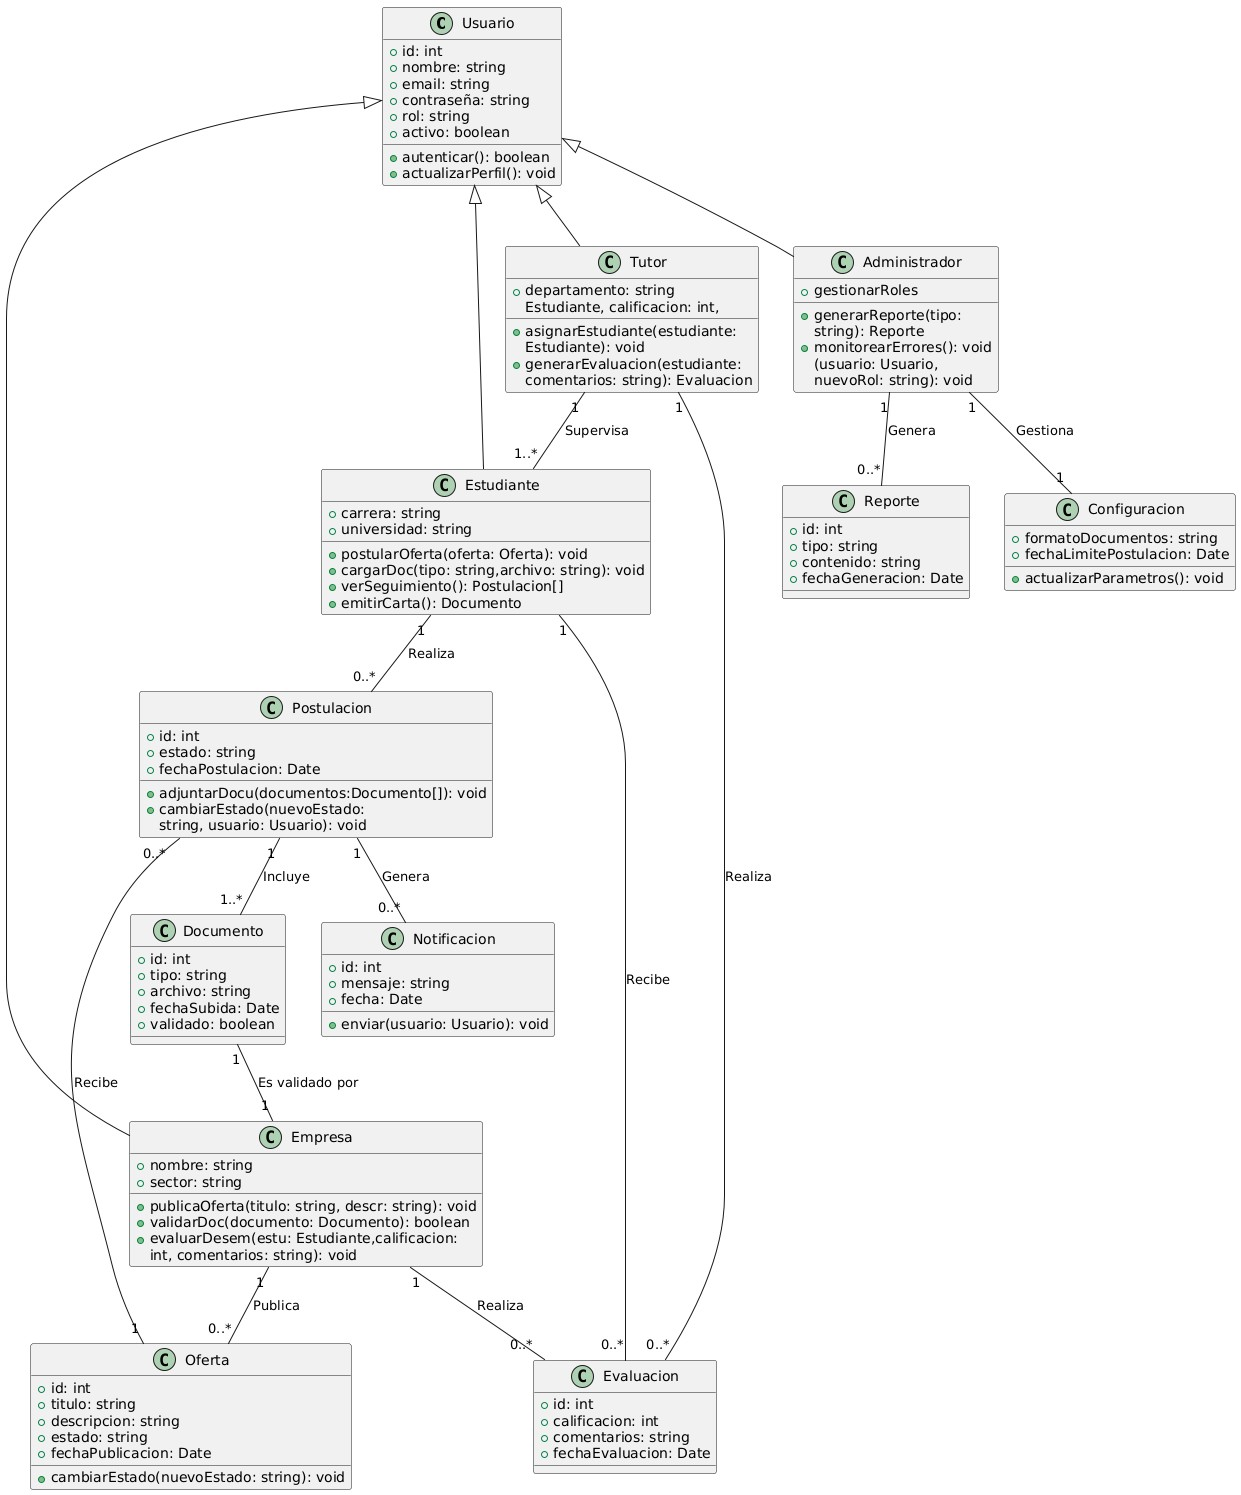 C Usuario
id: int
nombre: string
email: string
contraseña: string
rol: string
activo: boolean
autenticar(): boolean
actualizarPerfil(): void
C Tutor
departamento: string
Estudiante, calificacion: int,
asignarEstudiante(estudiante:
Estudiante): void
generarEvaluacion(estudiante:
comentarios: string): Evaluacion
C Administrador
gestionarRoles
generarReporte(tipo:
string): Reporte
monitorearErrores(): void
(usuario: Usuario,
nuevoRol: string): void
1
Supervisa
1..*
1
1
Genera
0..*
1
Gestiona
1
C Estudiante
carrera: string
universidad: string
postularOferta(oferta: Oferta): void
cargarDoc(tipo: string,archivo: string): void
verSeguimiento(): Postulacion[]
emitirCarta(): Documento
C Reporte
id: int
tipo: string
contenido: string
fechaGeneracion: Date
C Configuracion
formatoDocumentos: string
fechaLimitePostulacion: Date
actualizarParametros(): void
1
Realiza
0..*
1
C Postulacion
id: int
estado: string
fechaPostulacion: Date
adjuntarDocu(documentos:Documento[]): void
cambiarEstado(nuevoEstado:
string, usuario: Usuario): void
0..*
1
Incluye
1..*
1
Genera
0..*
Realiza
C Documento
id: int
tipo: string
archivo: string
fechaSubida: Date
validado: boolean
C Notificacion
id: int
mensaje: string
fecha: Date
enviar(usuario: Usuario): void
Recibe
1
Es validado por
1
Recibe
C Empresa
nombre: string
sector: string
publicaOferta(titulo: string, descr: string): void
validarDoc(documento: Documento): boolean
evaluarDesem(estu: Estudiante,calificacion:
int, comentarios: string): void
1
Publica
0..*
1
1
Realiza
0..*
0..*
0..*
C Oferta
id: int
titulo: string
descripcion: string
estado: string
fechaPublicacion: Date
cambiarEstado(nuevoEstado: string): void
C Evaluacion
id: int
calificacion: int
comentarios: string
fechaEvaluacion: Date